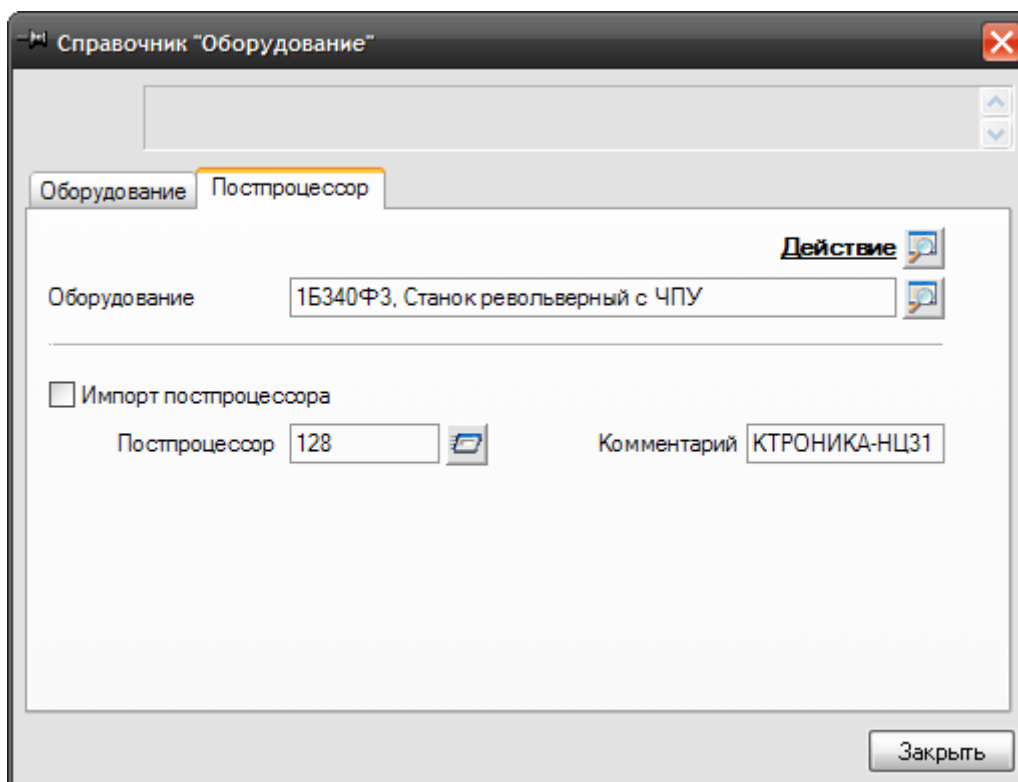 Справочник "Оборудование"
Оборудование Постпроцессор
Действие
Оборудование 1Б340Ф3, Станок револьверный с ЧПУ
Импорт постпроцессора
Постпроцессор 128 Комментарий КТРОНИКА-НЦ31
Закрыть